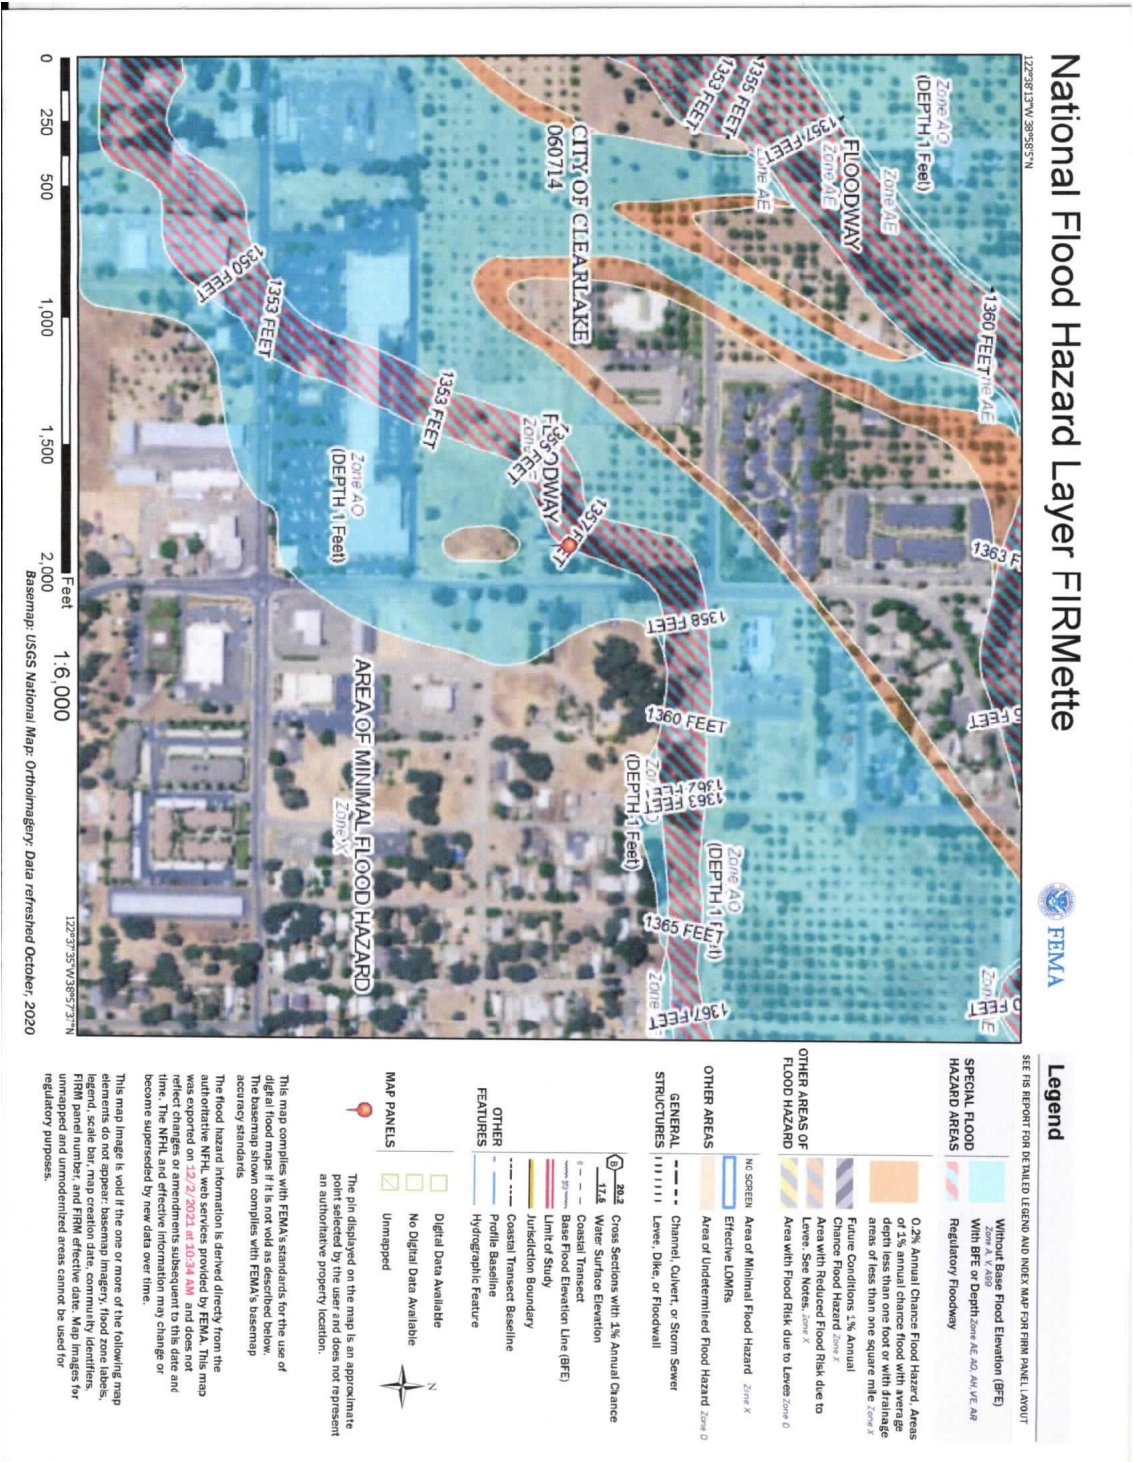 National Flood Hazard Layer FIRMette
FEMA
122°38'13"W 38°58'5"N
Zone AO
(DEPTH 1 Feet)
Zone AE
FLOODWAY
Zone AE
1355 FEET
1353 FEET
1357 FEET
Zone AE
1360 FEET
1363 F
CITY OF CLEARLAKE
060714
1350 FEET
1353 FEET
1353 FEET
FLOODWAY
1357 FEET
1358 FEET
1360 FEET
1363 FEET
(DEPTH 1 Feet)
Zone AO
(DEPTH 1 Feet)
1365 FEET
1367 FEET
Zone
Zone AO
(DEPTH 1 Feet)
AREA OF MINIMAL FLOOD HAZARD
Zone X
122°37'35"W 38°57'37"N
0 250 500 1,000 1,500 2,000
Feet
1:6,000
Basemap: USGS National Map: Orthoimagery: Data refreshed October, 2020
Legend
SEE FIS REPORT FOR DETAILED LEGEND AND INDEX MAP FOR FIRM PANEL LAYOUT
SPECIAL FLOOD
HAZARD AREAS
Without Base Flood Elevation (BFE)
Zone A, V, A99
With BFE or Depth Zone AE, AO, AH, VE, AR
Regulatory Floodway
OTHER AREAS OF
FLOOD HAZARD
0.2% Annual Chance Flood Hazard, Areas
of 1% annual chance flood with average
depth less than one foot or with drainage
areas of less than one square mile Zone X
Future Conditions 1% Annual
Chance Flood Hazard Zone X
Area with Reduced Flood Risk due to
Levee. See Notes. Zone X
Area with Flood Risk due to Levee Zone D
OTHER AREAS
NO SCREEN Area of Minimal Flood Hazard Zone X
Effective LOMRs
Area of Undetermined Flood Hazard Zone D
GENERAL
STRUCTURES
Channel, Culvert, or Storm Sewer
Levee, Dike, or Floodwall
B 20.2
17.5
Cross Sections with 1% Annual Chance
Water Surface Elevation
Coastal Transect
Base Flood Elevation Line (BFE)
Limit of Study
Jurisdiction Boundary
Coastal Transect Baseline
OTHER
FEATURES
Profile Baseline
Hydrographic Feature
MAP PANELS
Digital Data Available
No Digital Data Available
Unmapped
N
The pin displayed on the map is an approximate
point selected by the user and does not represent
an authoritative property location.
This map complies with FEMA's standards for the use of
digital flood maps if it is not void as described below.
The basemap shown complies with FEMA's basemap
accuracy standards
The flood hazard information is derived directly from the
authoritative NFHL web services provided by FEMA. This map
was exported on 12/2/2021 at 10:34 AM and does not
reflect changes or amendments subsequent to this date and
time. The NFHL and effective information may change or
become superseded by new data over time.
This map image is void if the one or more of the following map
elements do not appear: basemap imagery, flood zone labels,
legend, scale bar, map creation date, community identifiers,
FIRM panel number, and FIRM effective date. Map images for
unmapped and unmodernized areas cannot be used for
regulatory purposes.